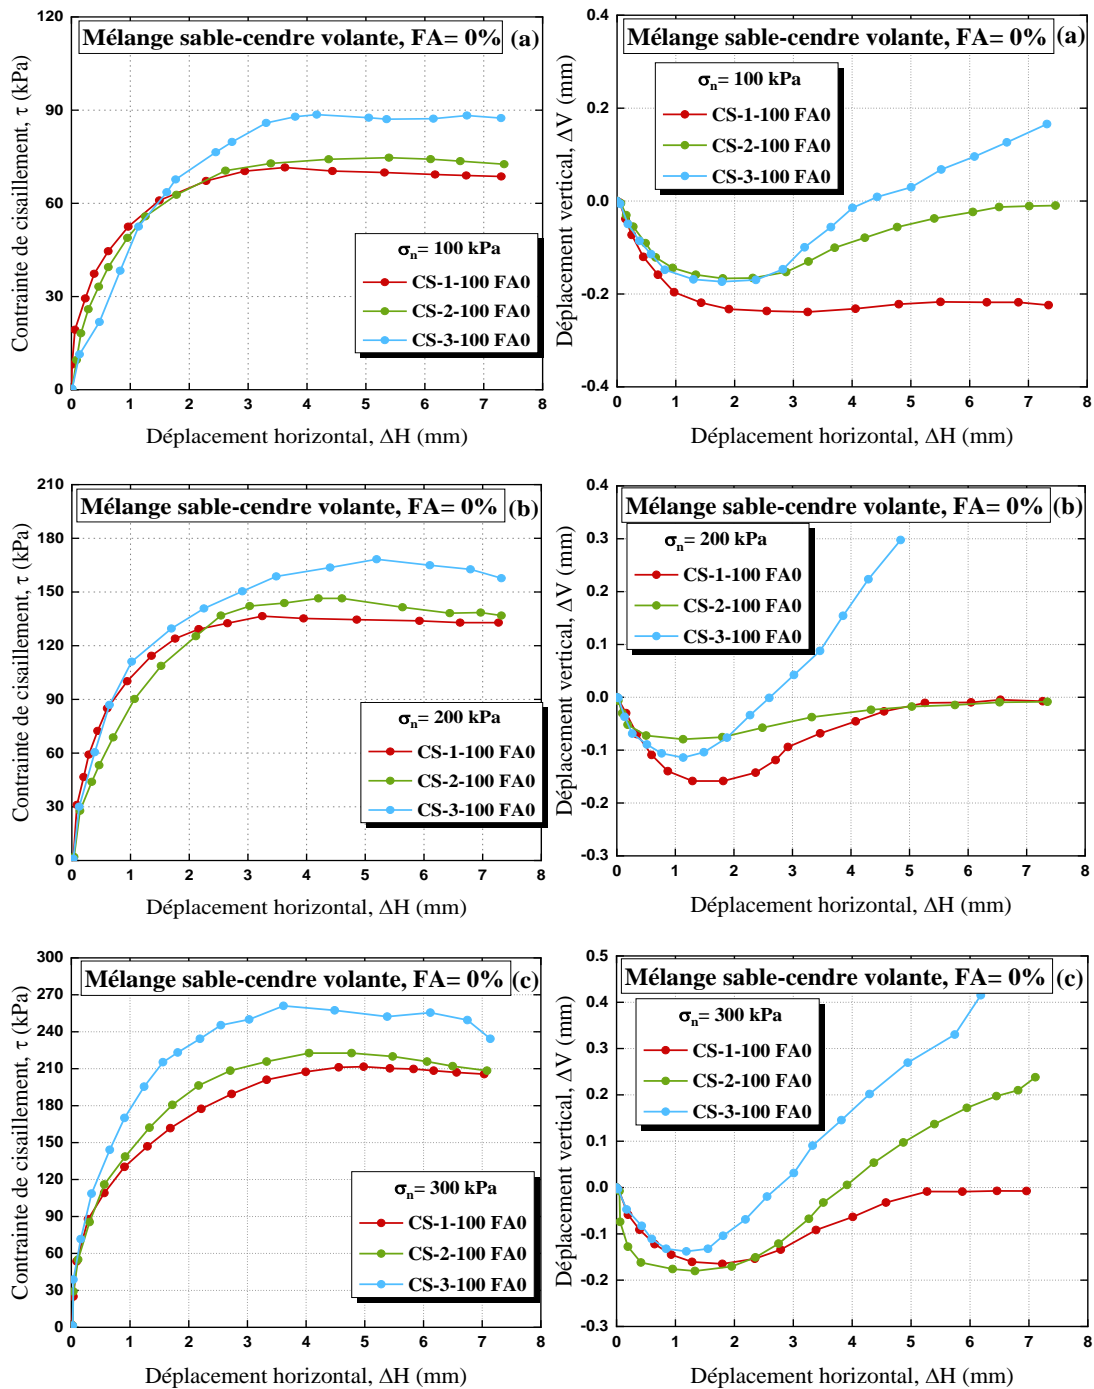 Mélange sable-cendre volante, FA= 0% (a)
Contrainte de cisaillement, τ (kPa)
120
90
60
30
0
σn= 100 kPa
CS-1-100 FA0
CS-2-100 FA0
CS-3-100 FA0
0 1 2 3 4 5 6 7 8
Déplacement horizontal, ΔH (mm)
Mélange sable-cendre volante, FA= 0% (a)
Déplacement vertical, ΔV (mm)
0.4
0.2
0.0
-0.2
-0.4
σn= 100 kPa
CS-1-100 FA0
CS-2-100 FA0
CS-3-100 FA0
0 1 2 3 4 5 6 7 8
Déplacement horizontal, ΔH (mm)
Mélange sable-cendre volante, FA= 0% (b)
Contrainte de cisaillement, τ (kPa)
210
180
150
120
90
60
30
0
σn= 200 kPa
CS-1-100 FA0
CS-2-100 FA0
CS-3-100 FA0
0 1 2 3 4 5 6 7 8
Déplacement horizontal, ΔH (mm)
Mélange sable-cendre volante, FA= 0% (b)
Déplacement vertical, ΔV (mm)
0.4
0.3
0.2
0.1
0.0
-0.1
-0.2
-0.3
σn= 200 kPa
CS-1-100 FA0
CS-2-100 FA0
CS-3-100 FA0
0 1 2 3 4 5 6 7 8
Déplacement horizontal, ΔH (mm)
Mélange sable-cendre volante, FA= 0% (c)
Contrainte de cisaillement, τ (kPa)
300
270
240
210
180
150
120
90
60
30
0
σn= 300 kPa
CS-1-100 FA0
CS-2-100 FA0
CS-3-100 FA0
0 1 2 3 4 5 6 7 8
Déplacement horizontal, ΔH (mm)
Mélange sable-cendre volante, FA= 0% (c)
Déplacement vertical, ΔV (mm)
0.5
0.4
0.3
0.2
0.1
0.0
-0.1
-0.2
-0.3
σn= 300 kPa
CS-1-100 FA0
CS-2-100 FA0
CS-3-100 FA0
0 1 2 3 4 5 6 7 8
Déplacement horizontal, ΔH (mm)